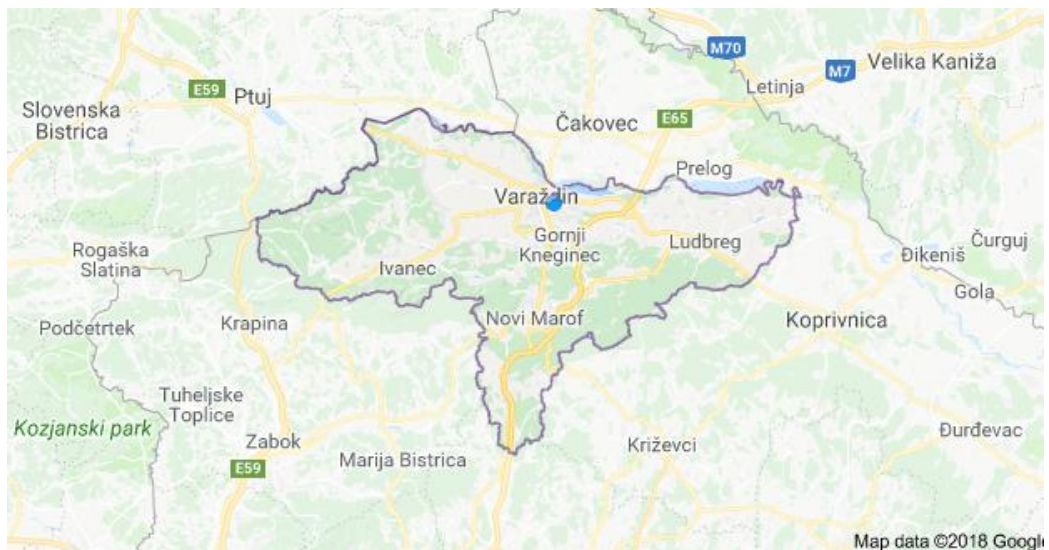 M70
Velika Kaniža
M7
Letinja
E59
Ptuj
Slovenska
Bistrica
Čakovec
E65
Prelog
Varaždin
Gornji
Kneginec
Ludbreg
Rogaška
Slatina
Ivanec
Đikeniš
Čurguj
Gola
Podčetrtek
Krapina
Novi Marof
Koprivnica
Tuheljske
Toplice
Kozjanski park
Zabok
Marija Bistrica
Križevci
Đurđevac
E59
Map data ©2018 Google